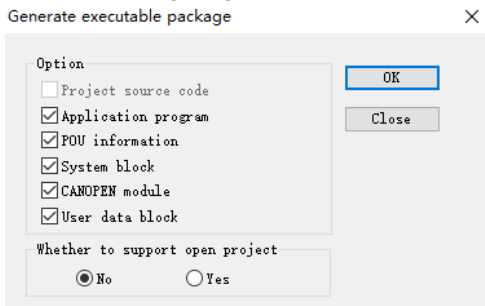 Generate executable package
Option
OK
Project source code
Application program
Close
POU information
System block
CANOPEN module
User data block
Whether to support open project
No
Yes